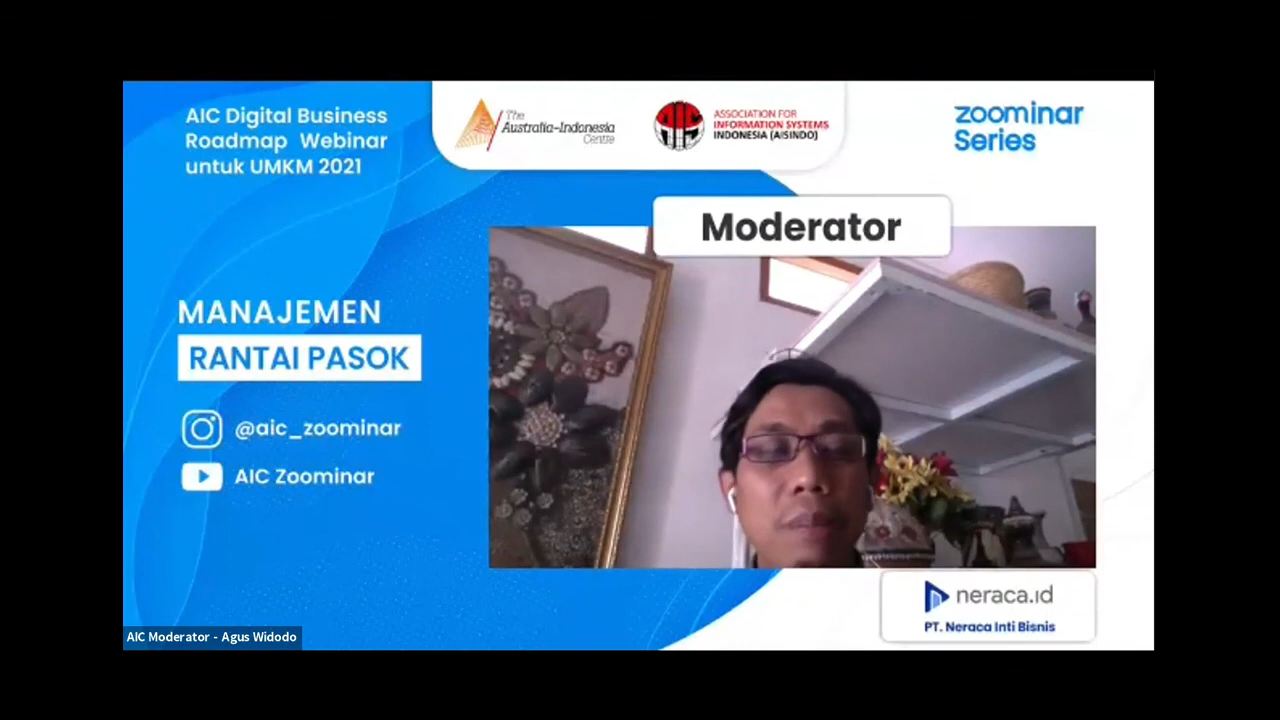 AIC Digital Business
Roadmap Webinar
untuk UMKM 2021
The
Australia-Indonesia
Centre
ASSOCIATION FOR
INFORMATION SYSTEMS
INDONESIA (AISINDO)
zoominar
Series
Moderator
MANAJEMEN
RANTAI PASOK
@aic_zoominar
AIC Zoominar
neraca.id
PT. Neraca Inti Bisnis
AIC Moderator - Agus Widodo